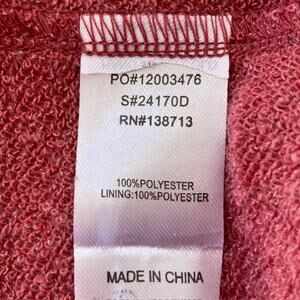 PO#12003476
S#24170D
RN#138713
100%POLYESTER
LINING:100%POLYESTER
MADE IN CHINA